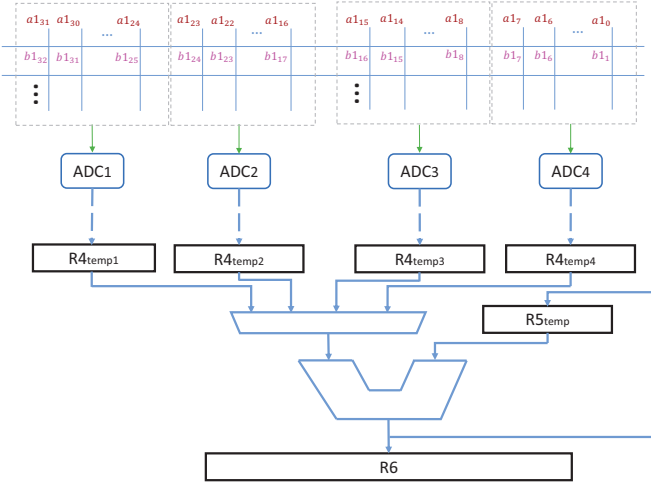 a1₃₁ a1₃₀ ... a1₂₄ a1₂₃ a1₂₂ ... a1₁₆ a1₁₅ a1₁₄ ... a1₈ a1₇ a1₆ ... a1₀
b1₃₂ b1₃₁ b1₂₅ b1₂₄ b1₂₃ b1₁₇ b1₁₆ b1₁₅ b1₈ b1₇ b1₆ b1₁
ADC1 ADC2 ADC3 ADC4
R4temp1 R4temp2 R4temp3 R4temp4
R5temp
R6